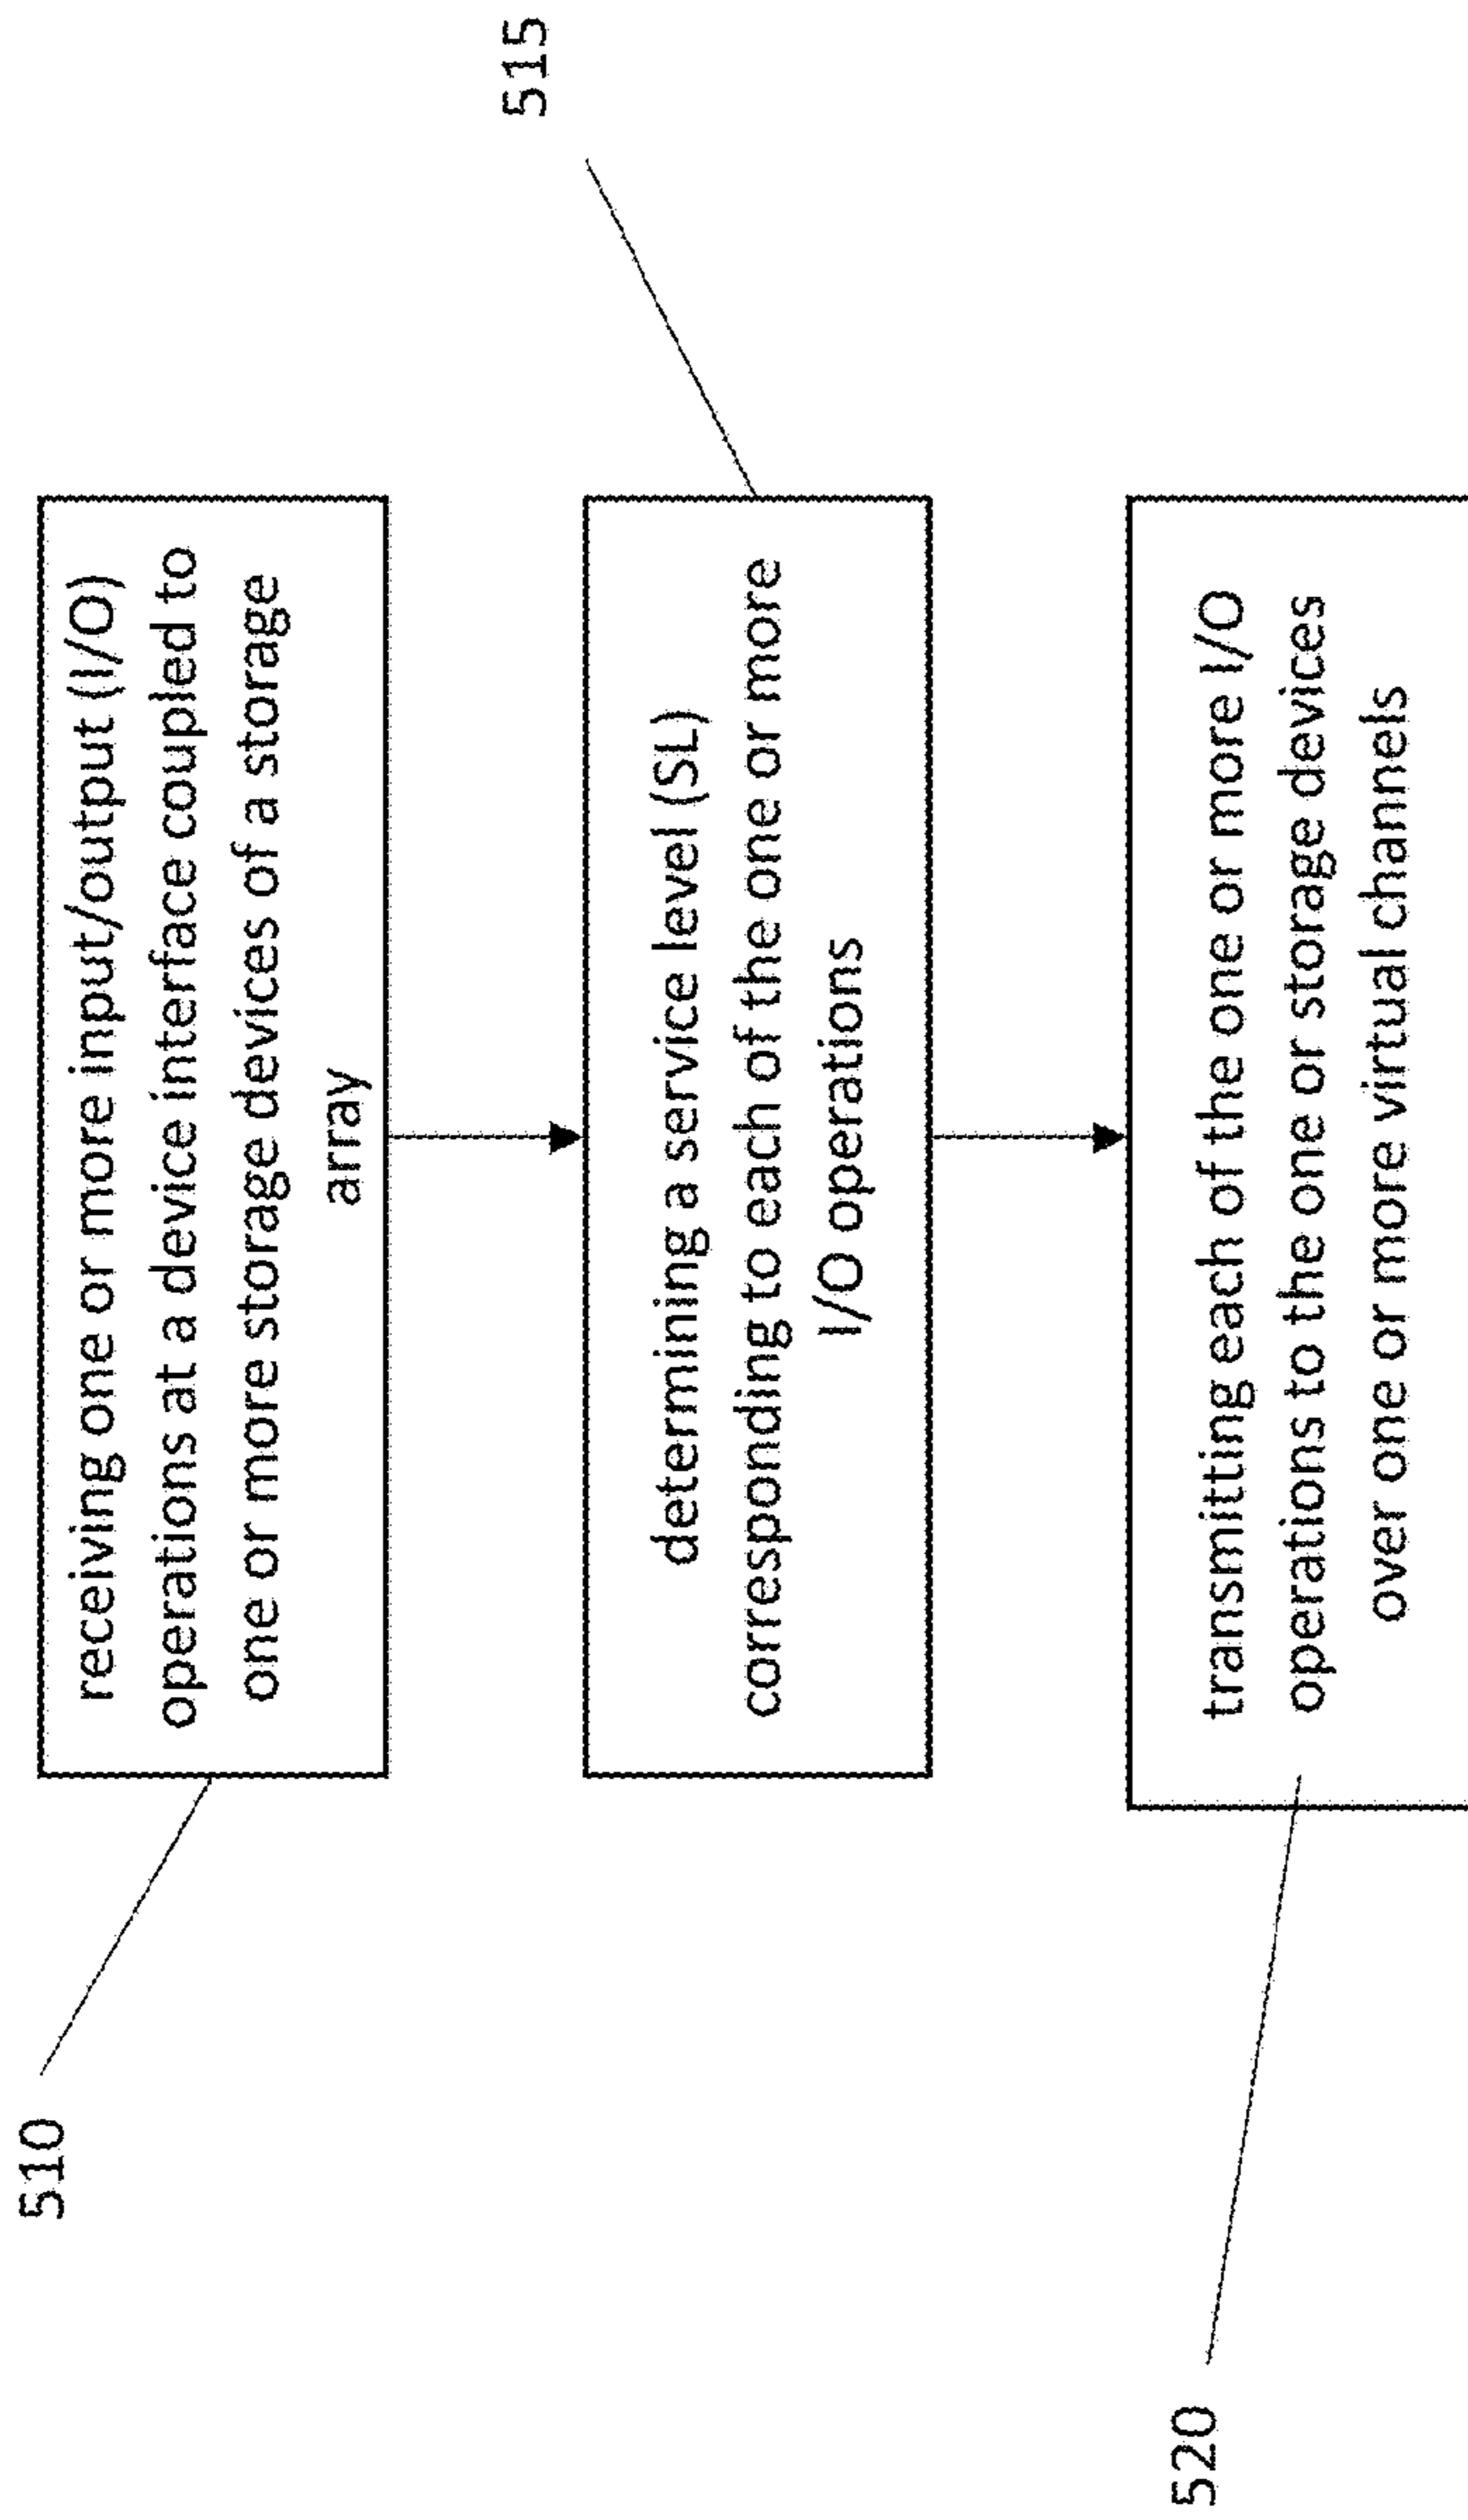 510
receiving one or more input/output (I/O)
operations at a device interface coupled to
one or more storage devices of a storage
array
515
determining a service level (SL)
corresponding to each of the one or more
I/O operations
520
transmitting each of the one or more I/O
operations to the one or storage devices
over one or more virtual channels